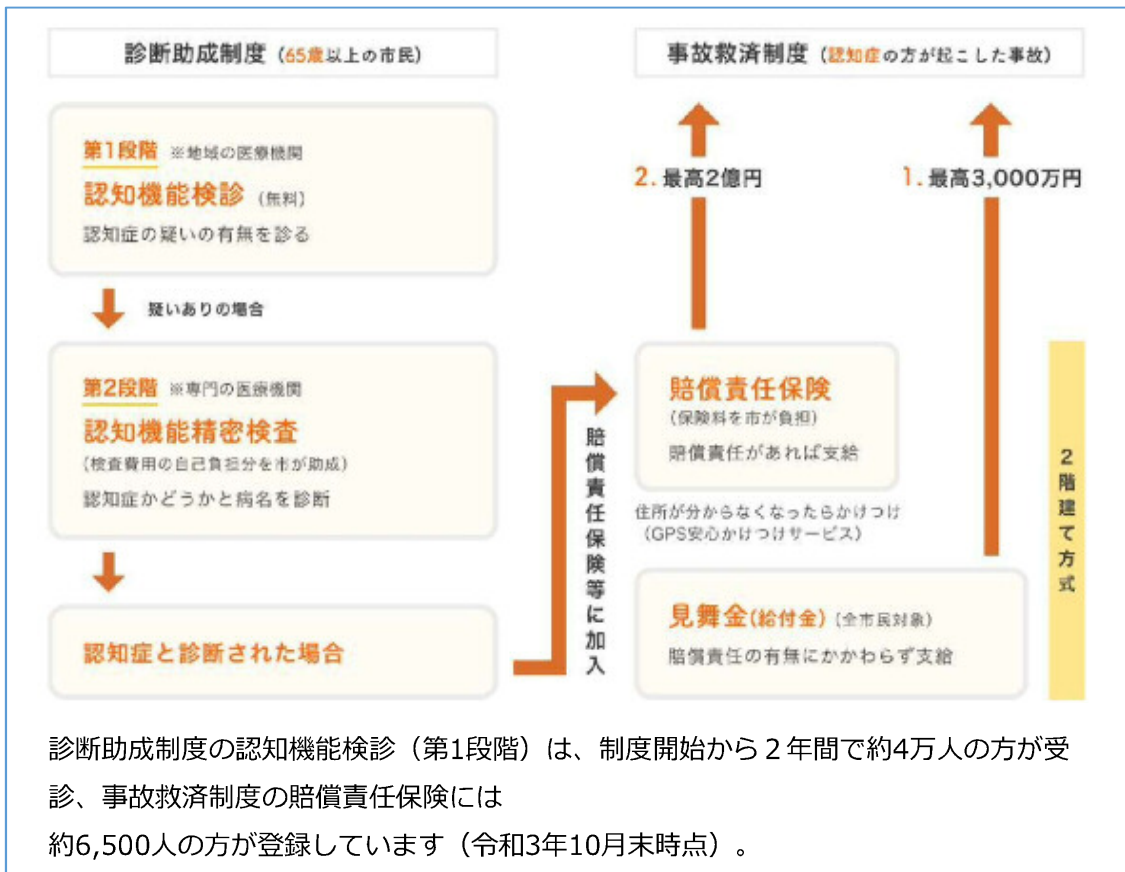 診断助成制度（65歳以上の市民）
第1段階 ※地域の医療機関
認知機能検診（無料）
認知症の疑いの有無を診る
疑いありの場合
第2段階 ※専門の医療機関
認知機能精密検査
(検査費用の自己負担分を市が助成)
認知症かどうかと病名を診断
認知症と診断された場合
賠償責任保険等に加入
事故救済制度（認知症の方が起こした事故）
2. 最高2億円
1. 最高3,000万円
賠償責任保険
(保険料を市が負担)
賠償責任があれば支給
住所が分からなくなったらかけつけ
（GPS安心かけつけサービス）
見舞金(給付金)（全市民対象）
賠償責任の有無にかかわらず支給
2階建て方式
診断助成制度の認知機能検診（第1段階）は、制度開始から２年間で約4万人の方が受
診、事故救済制度の賠償責任保険には
約6,500人の方が登録しています（令和3年10月末時点）。